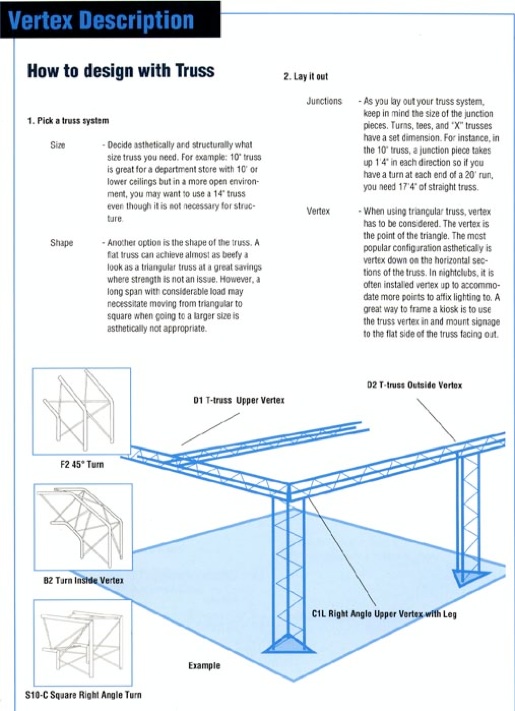 Vertex Description
How to design with Truss
1. Pick a truss system
Size - Decide asthetically and structurally what
size truss you need. For example: 10" truss
is great for a department store with 10' or
lower ceilings but in a more open environ-
ment, you may want to use a 14" truss
even though it is not necessary for struc-
ture.
Shape - Another option is the shape of the truss. A
flat truss can achieve almost as beefy a
look as a triangular truss at a great savings
where strength is not an issue. However, a
long span with considerable load may
necessitate moving from triangular to
square when going to a larger size is
asthetically not appropriate.
2. Lay it out
Junctions - As you lay out your truss system,
keep in mind the size of the junction
pieces. Turns, tees, and "X" trusses
have a set dimension. For instance, in
the 10" truss, a junction piece takes
up 1'4" in each direction so if you
have a turn at each end of a 20' run,
you need 17'4" of straight truss.
Vertex - When using triangular truss, vertex
has to be considered. The vertex is
the point of the triangle. The most
popular configuration asthetically is
vertex down on the horizontal sec-
tions of the truss. In nightclubs, it is
often installed vertex up to accommo-
date more points to affix lighting to. A
great way to frame a kiosk is to use
the truss vertex in and mount signage
to the flat side of the truss facing out.
D1 T-truss Upper Vertex
D2 T-truss Outside Vertex
F2 45° Turn
B2 Turn Inside Vertex
C1L Right Anglo Upper Vertex with Leg
Example
S10-C Square Right Angle Turn